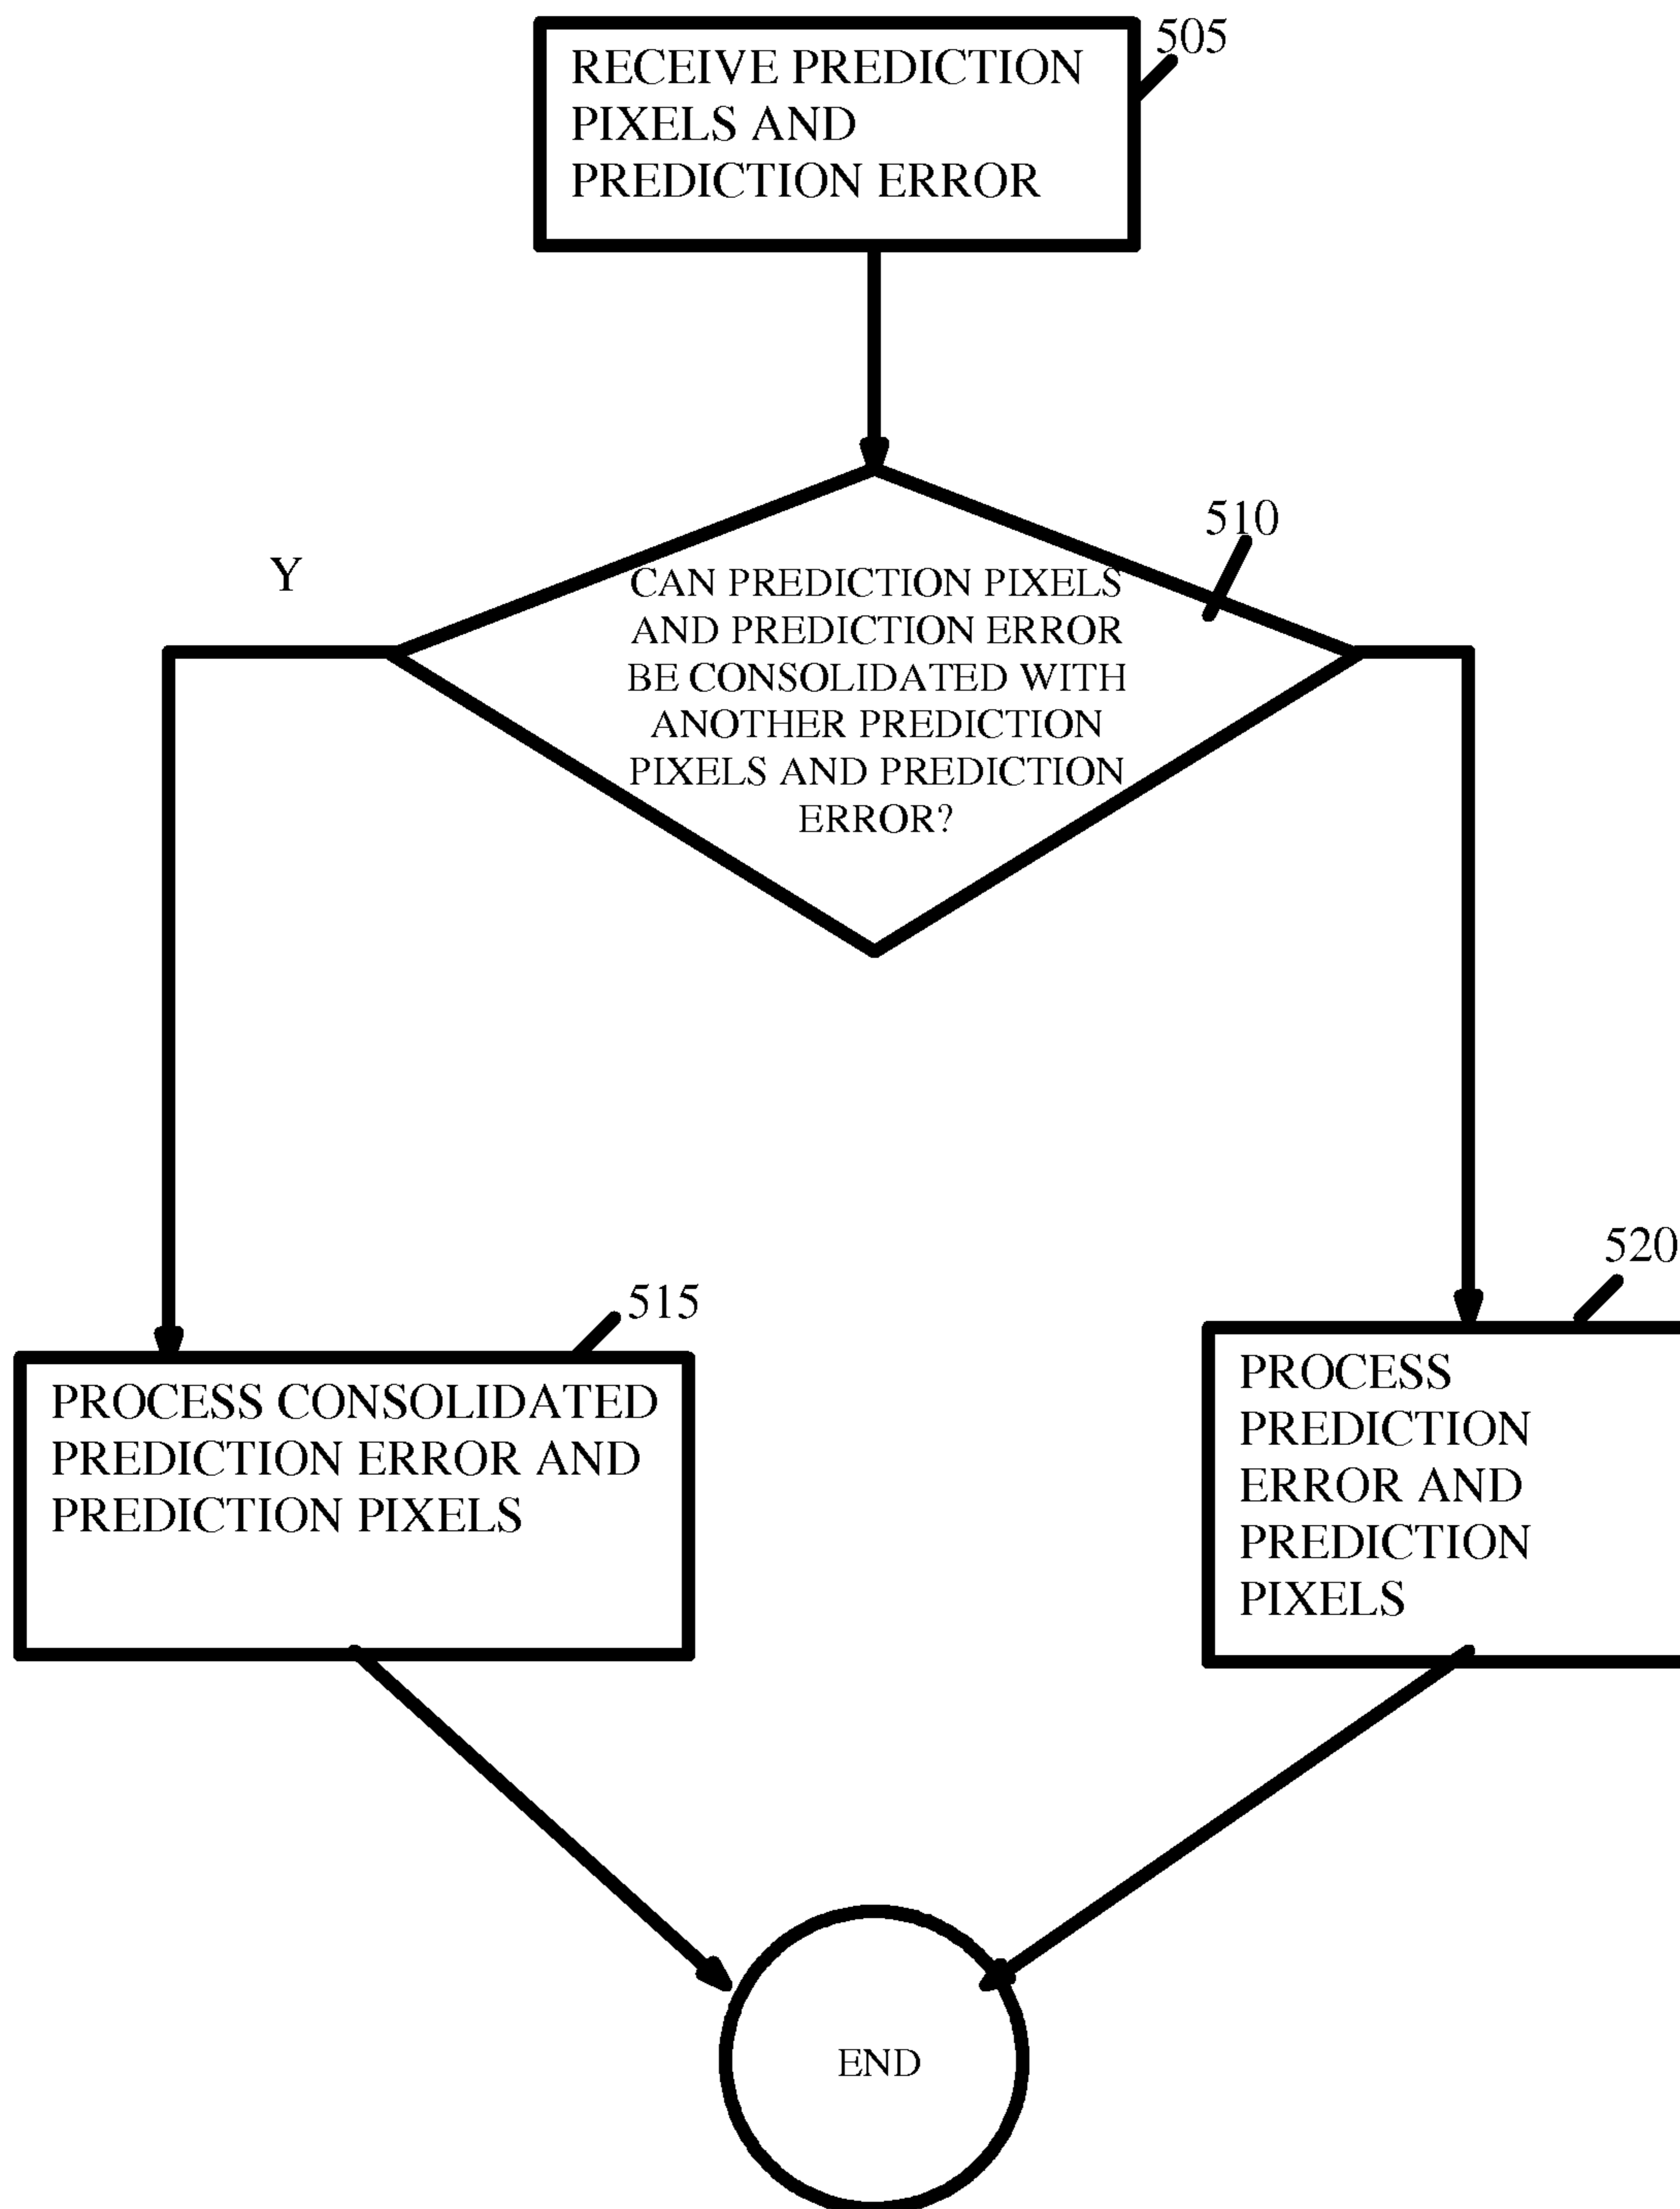 505
RECEIVE PREDICTION
PIXELS AND
PREDICTION ERROR
510
Y
CAN PREDICTION PIXELS
AND PREDICTION ERROR
BE CONSOLIDATED WITH
ANOTHER PREDICTION
PIXELS AND PREDICTION
ERROR?
515
PROCESS CONSOLIDATED
PREDICTION ERROR AND
PREDICTION PIXELS
520
PROCESS
PREDICTION
ERROR AND
PREDICTION
PIXELS
END